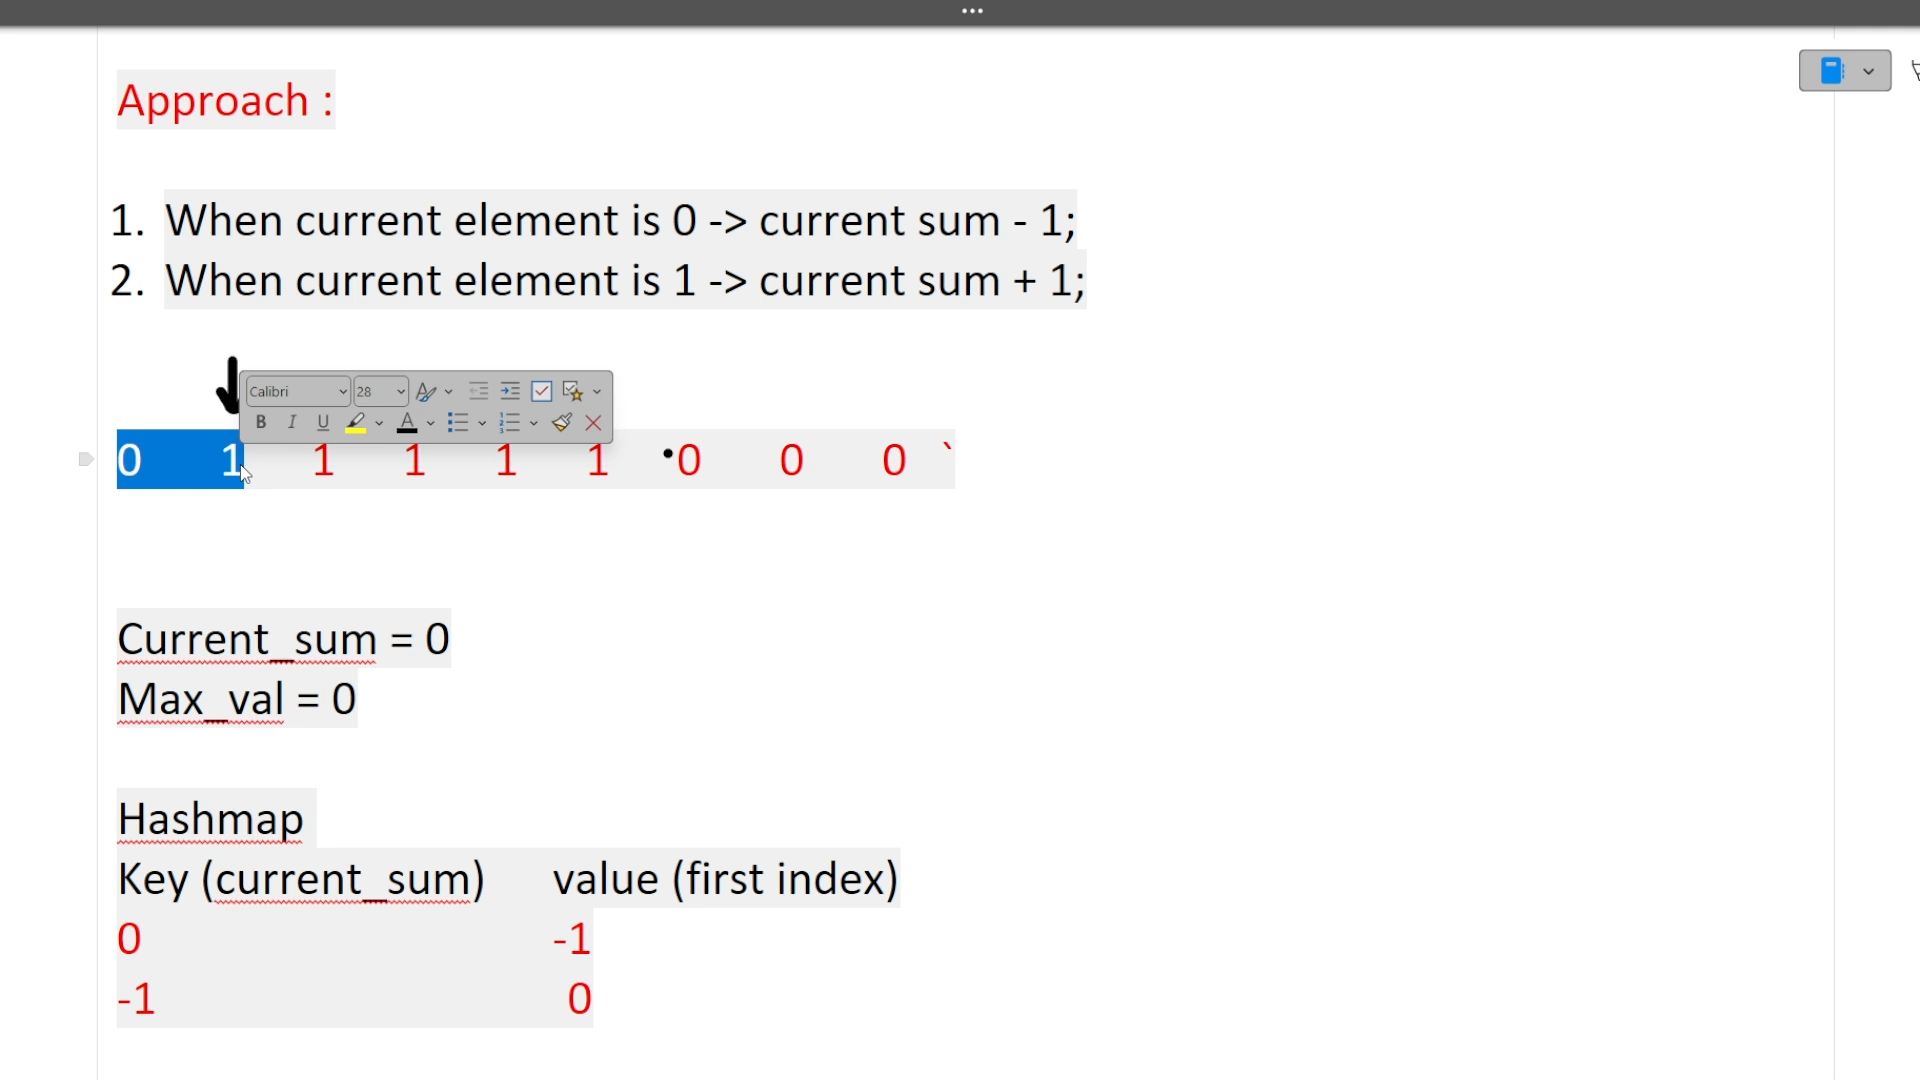 Approach :
1. When current element is 0 -> current sum - 1;
2. When current element is 1 -> current sum + 1;
Calibri 28
B I U A
0 1 1 1 1 1 0 0 0 `
Current_sum = 0
Max_val = 0
Hashmap
Key (current_sum) value (first index)
0 -1
-1 0